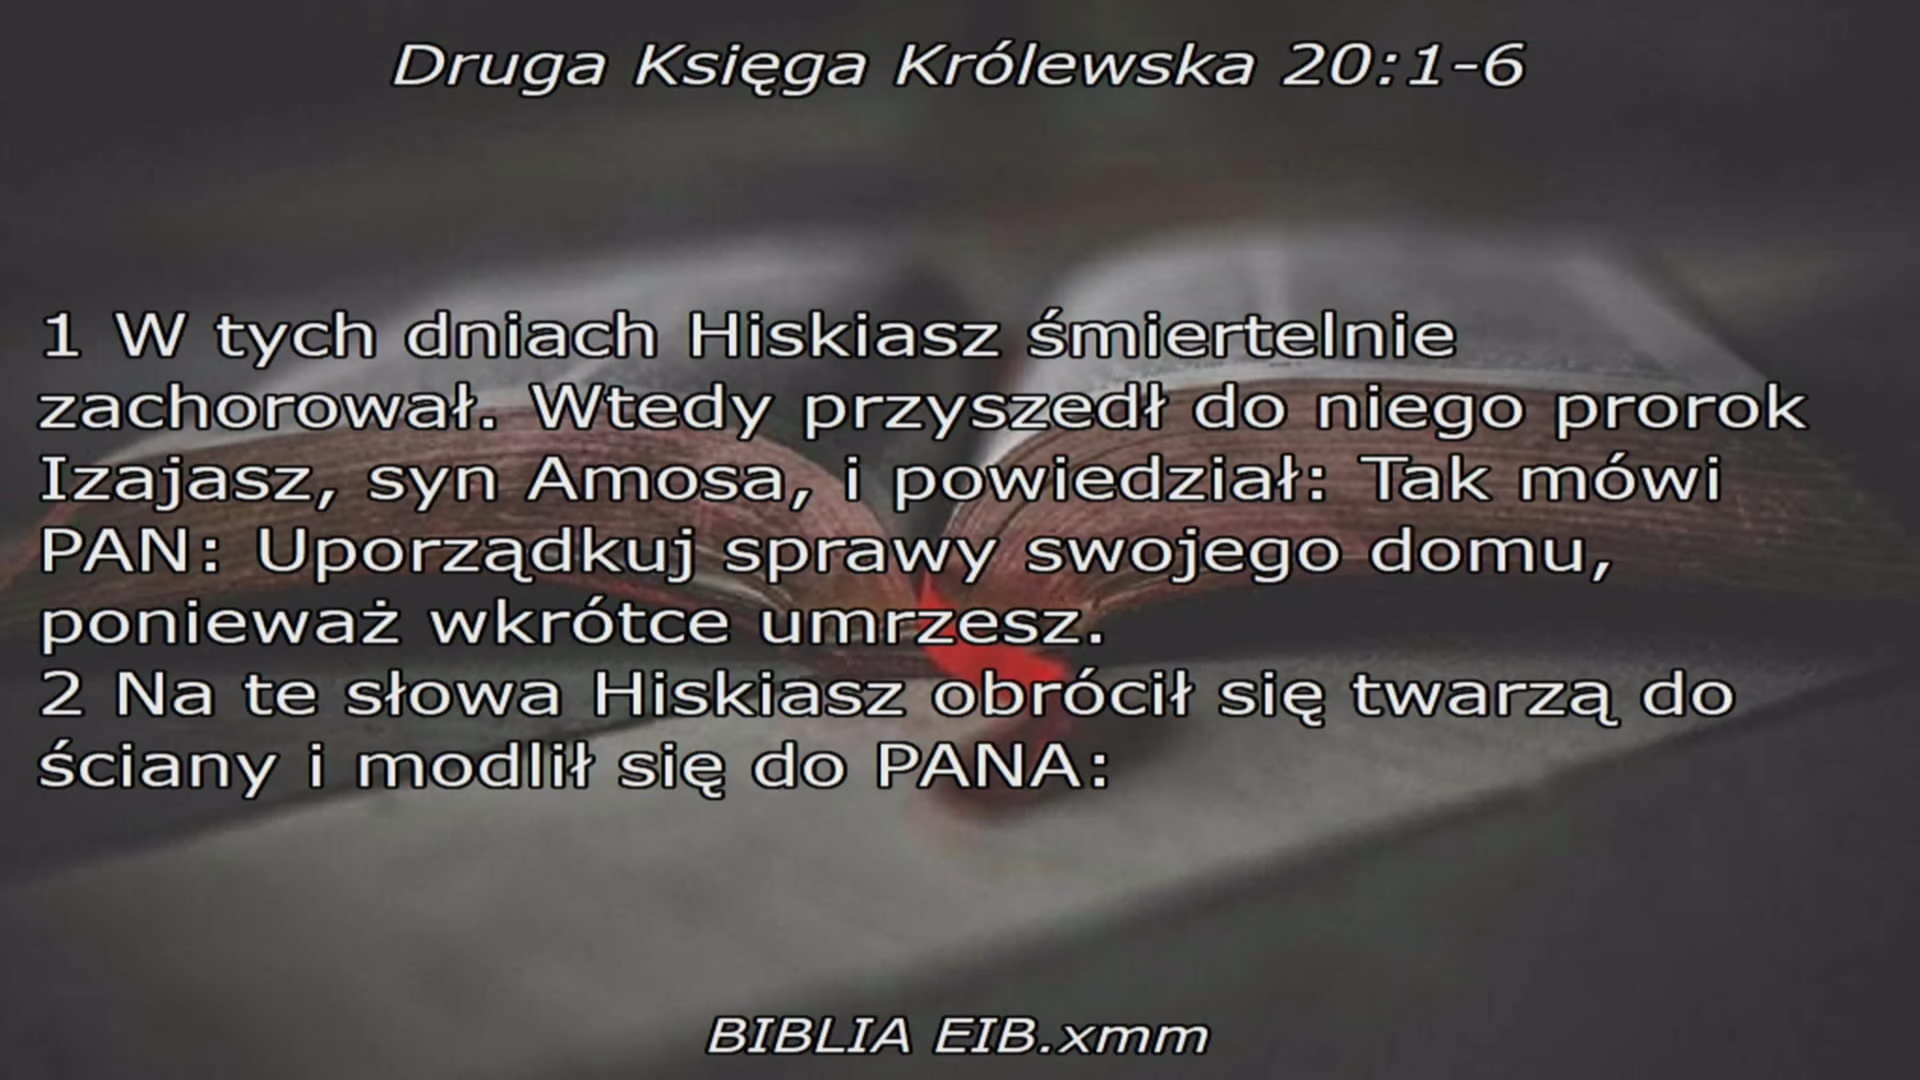 Druga Księga Królewska 20:1-6
1 W tych dniach Hiskiasz śmiertelnie
zachorował. Wtedy przyszedł do niego prorok
Izajasz, syn Amosa, i powiedział: Tak mówi
PAN: Uporządkuj sprawy swojego domu,
ponieważ wkrótce umrzesz.
2 Na te słowa Hiskiasz obrócił się twarzą do
ściany i modlił się do PANA:
BIBLIA EIB.xmm